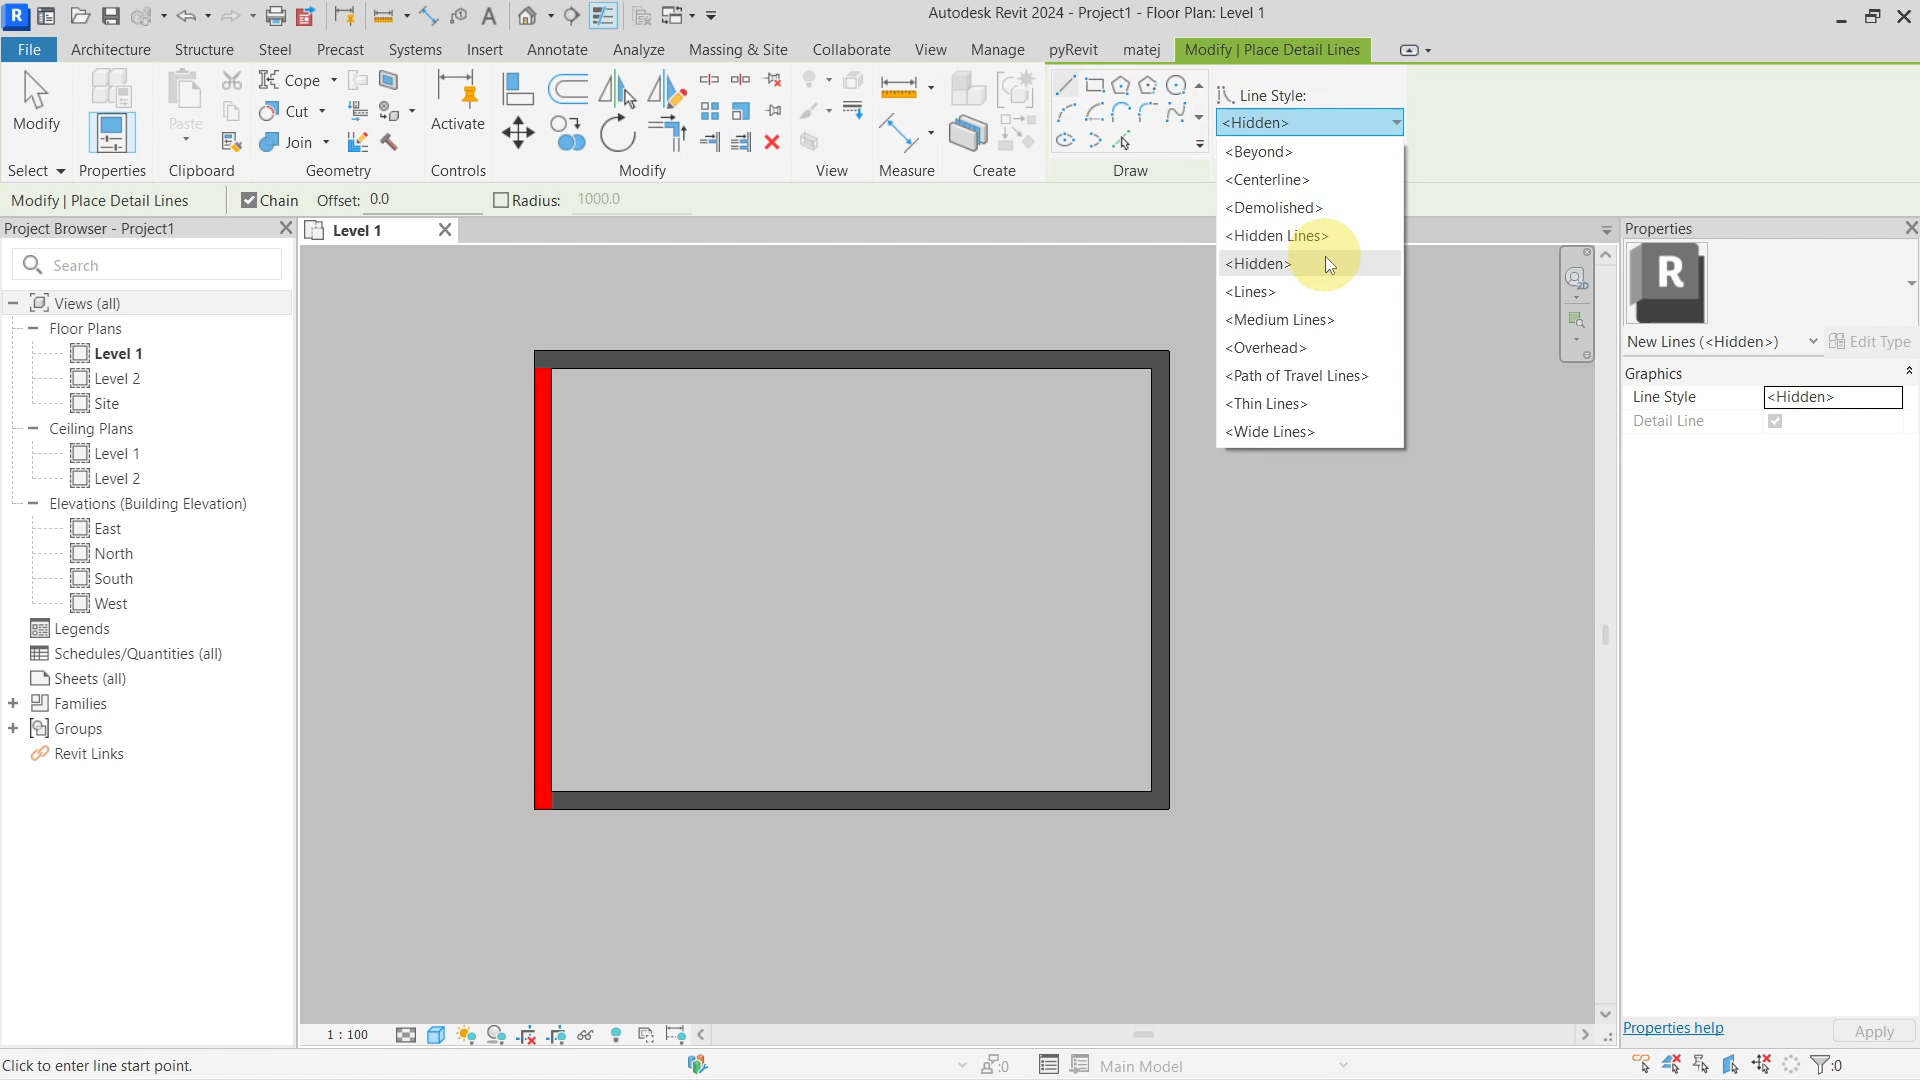 Autodesk Revit 2024 - Project1 - Floor Plan: Level 1
File Architecture Structure Steel Precast Systems Insert Annotate Analyze Massing & Site Collaborate View Manage pyRevit matej Modify | Place Detail Lines
Modify Paste Cope Cut Join Activate
Line Style:
<Hidden>
Select Properties Clipboard Geometry Controls Modify View Measure Create Draw
<Beyond>
<Centerline>
<Demolished>
<Hidden Lines>
<Hidden>
<Lines>
<Medium Lines>
<Overhead>
<Path of Travel Lines>
<Thin Lines>
<Wide Lines>
Modify | Place Detail Lines Chain Offset: 0.0 Radius: 1000.0
Project Browser - Project1
Search
Views (all)
Floor Plans
Level 1
Level 2
Site
Ceiling Plans
Level 1
Level 2
Elevations (Building Elevation)
East
North
South
West
Legends
Schedules/Quantities (all)
Sheets (all)
Families
Groups
Revit Links
Level 1
2D
Properties
R
New Lines (<Hidden>) Edit Type
Graphics
Line Style <Hidden>
Detail Line
Properties help Apply
1 : 100
Click to enter line start point. :0 Main Model :0